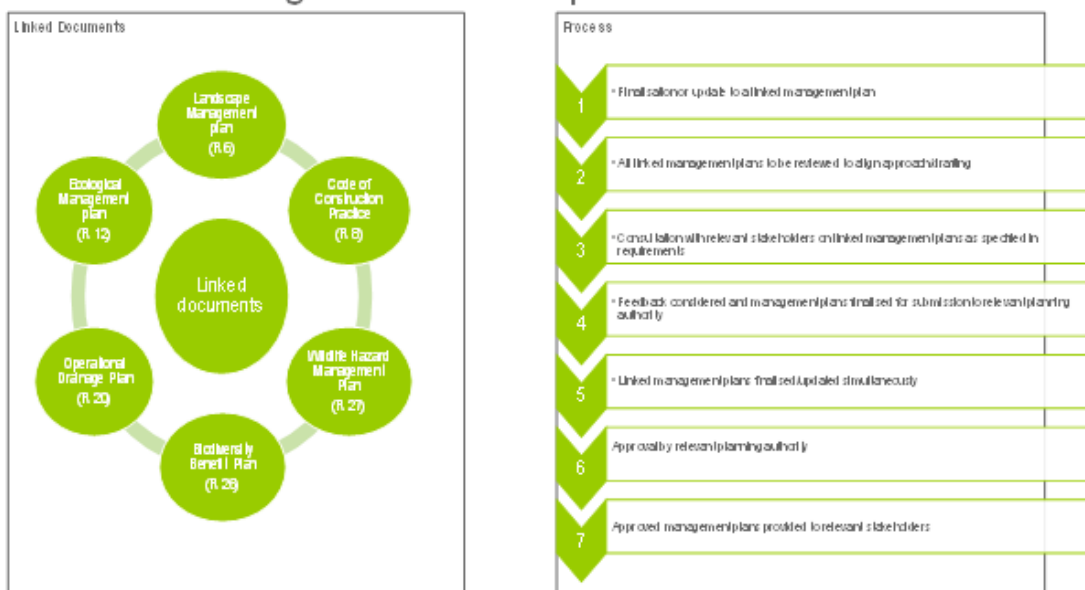 Linked Documents
Landscape
Management
plan
(R 6)
Ecological
Management
plan
(R. 12)
Code of
Construction
Practice
(R 8)
Linked
documents
Operational
Drainage Plan
(R. 20)
Wildlife Hazard
Management
Plan
(R. 27)
Biodiversity
Benefit Plan
(R. 26)
Process
1
• Finalisation or update to a linked management plan
2
• All linked management plans to be reviewed to align approach/drafting
3
• Consultation with relevant stakeholders on linked management plans as specified in
requirements
4
• Feedback considered and management plans finalised for submission to relevant planning
authority
5
• Linked management plans finalised/updated simultaneously
6
Approval by relevant planning authority
7
Approved management plans provided to relevant stakeholders